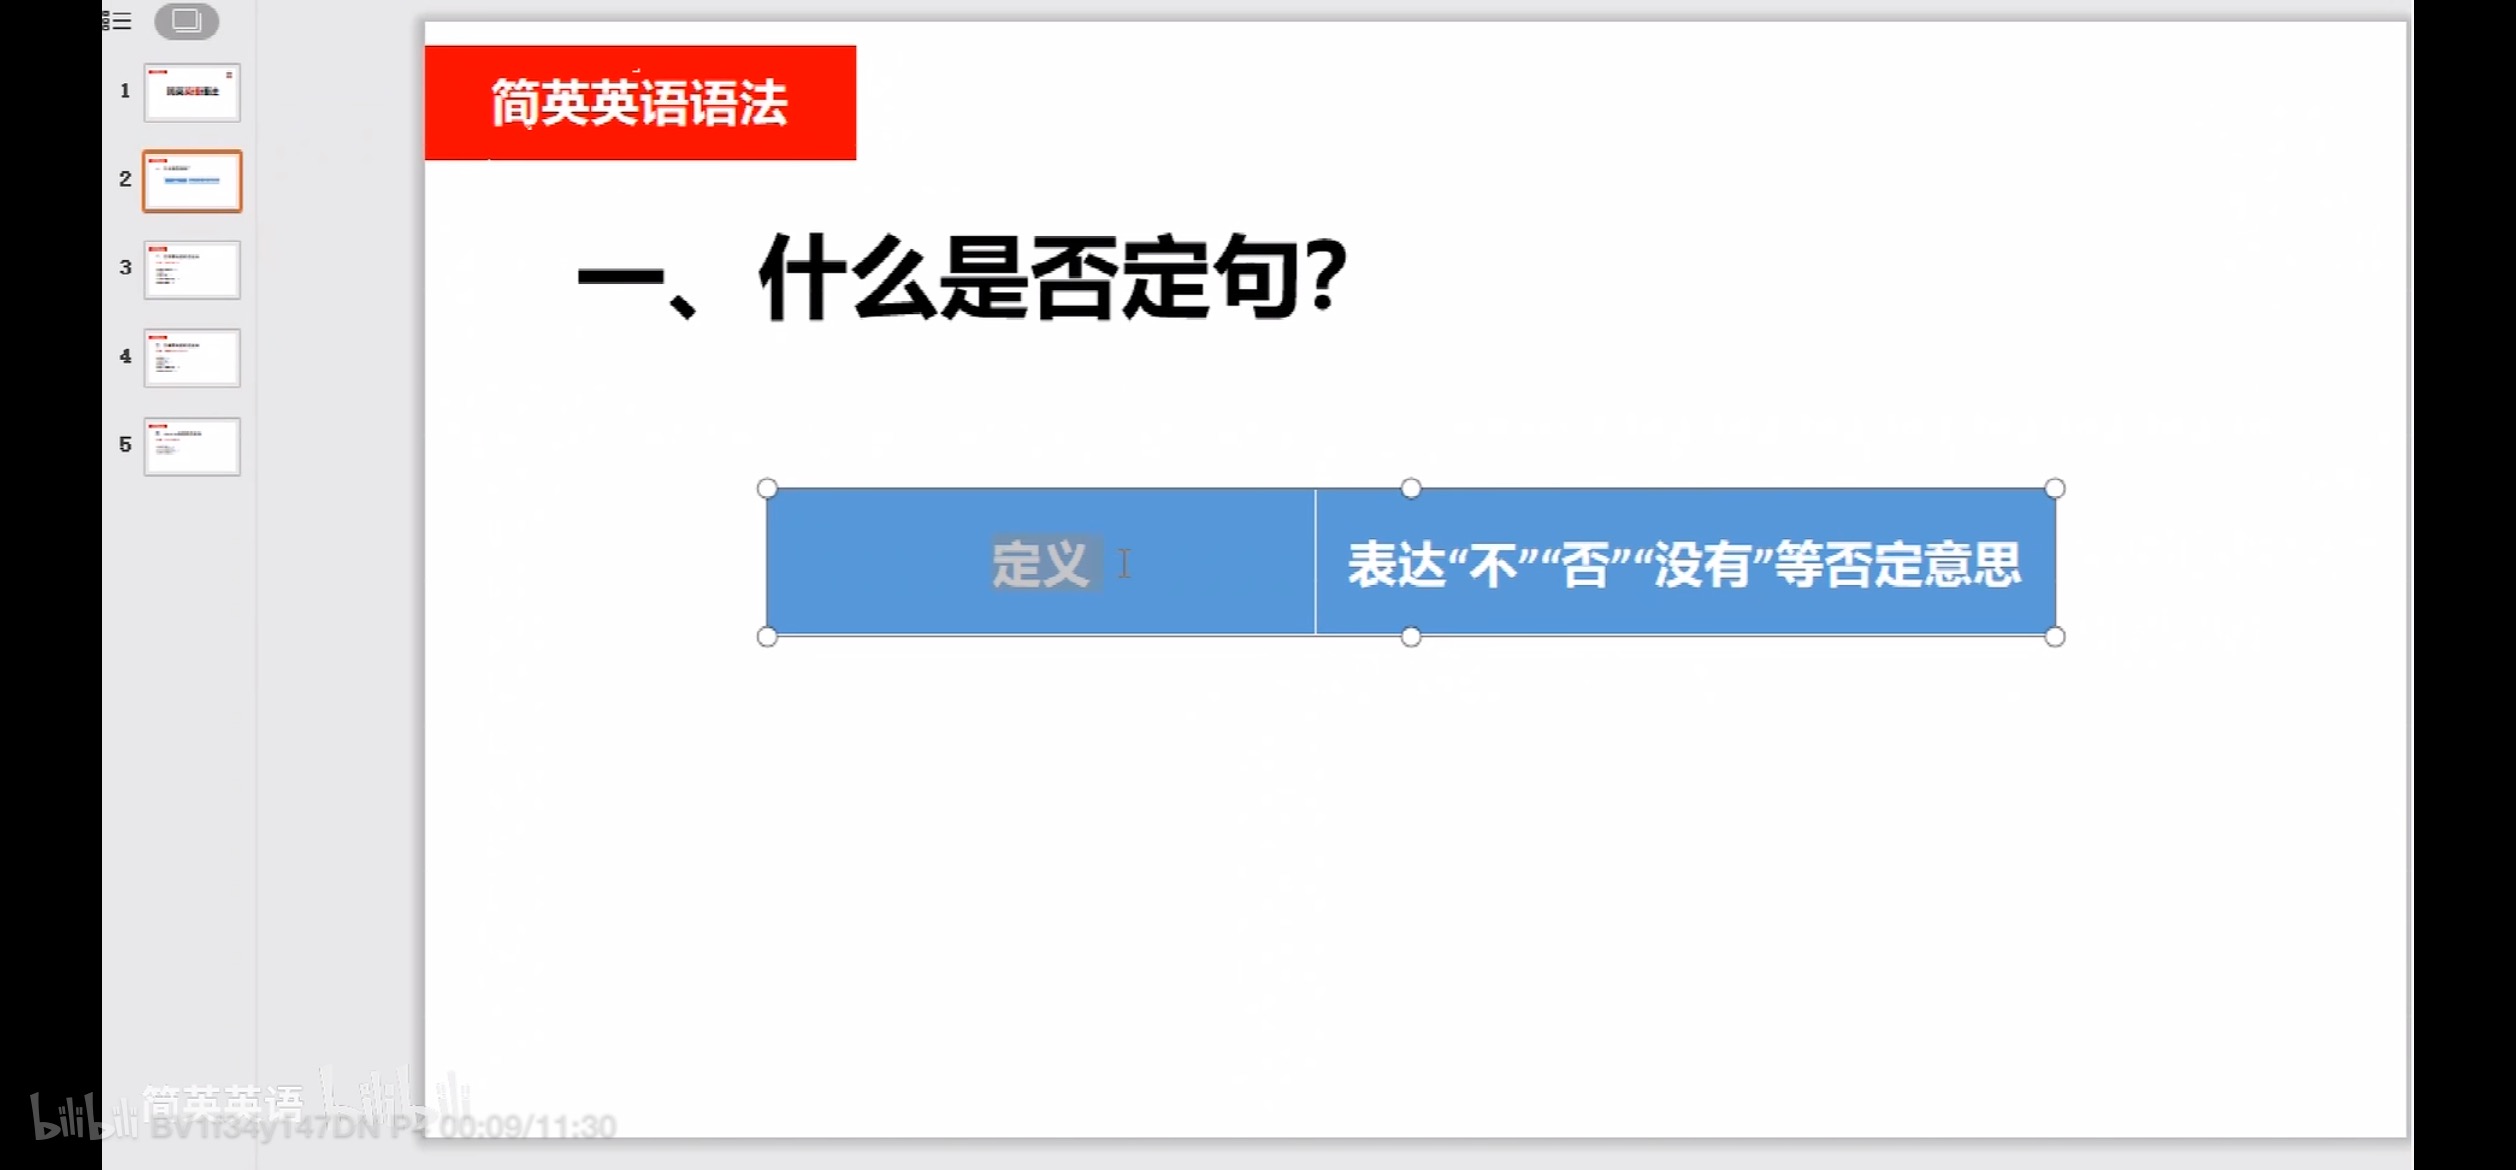 简英英语语法
1
2
3
4
5
一、什么是否定句？
定义
表达“不”“否”“没有”等否定意思
bilibili 简英英语 bilibili
00:09/11:30